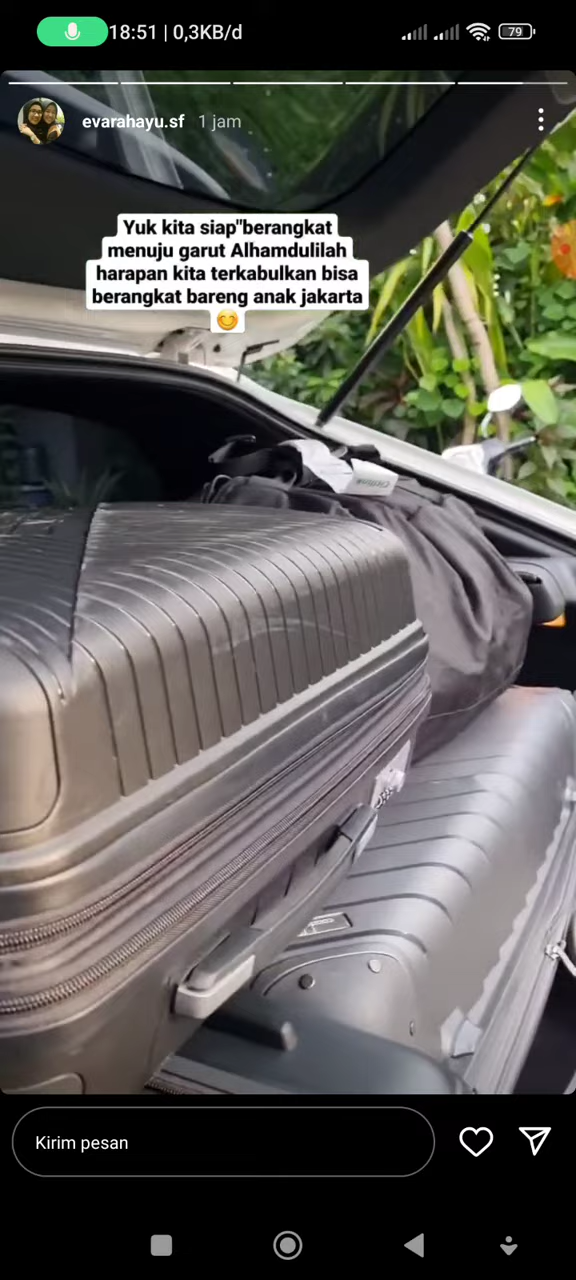 18:51 | 0,3KB/d
79
evarahayu.sf 1 jam
Yuk kita siap"berangkat
menuju garut Alhamdulilah
harapan kita terkabulkan bisa
berangkat bareng anak jakarta
😊
Kirim pesan